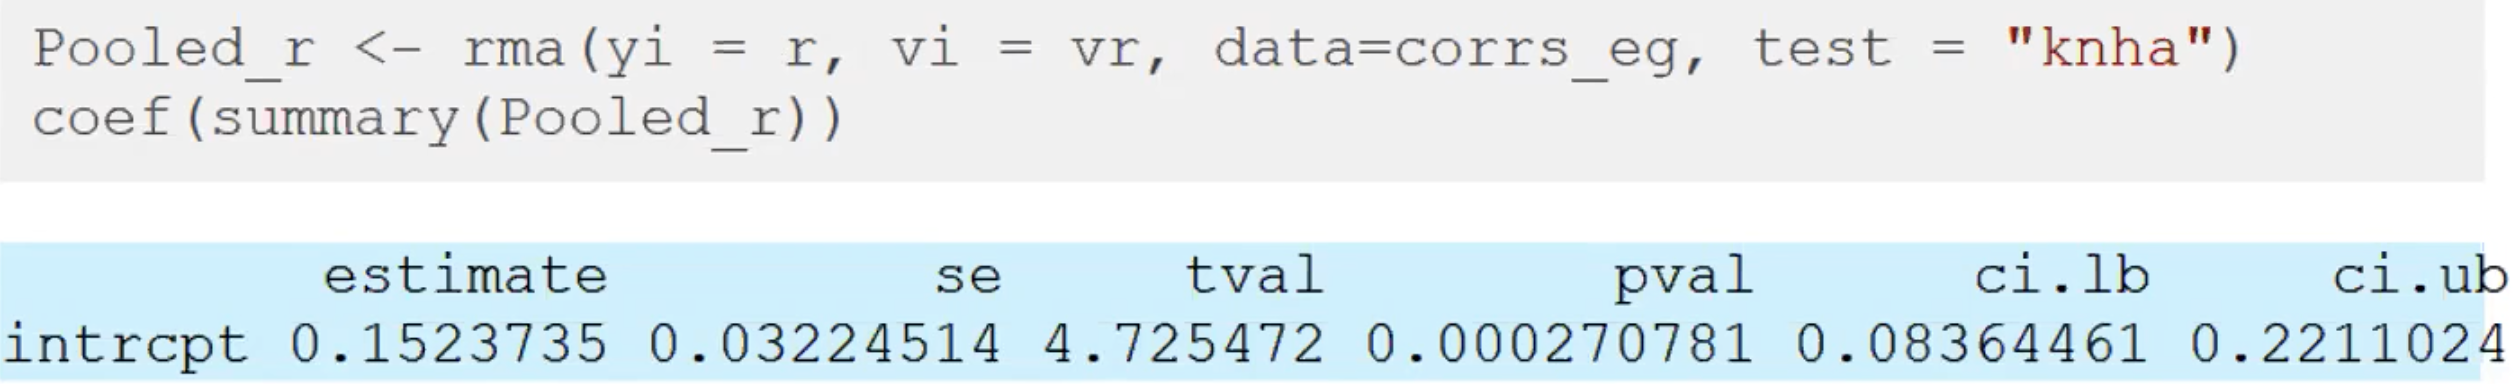 Pooled_r <- rma(yi = r, vi = vr, data=corrs_eg, test = "knha")
coef(summary(Pooled_r))
estimate se tval pval ci.lb ci.ub
intrcpt 0.1523735 0.03224514 4.725472 0.000270781 0.08364461 0.2211024